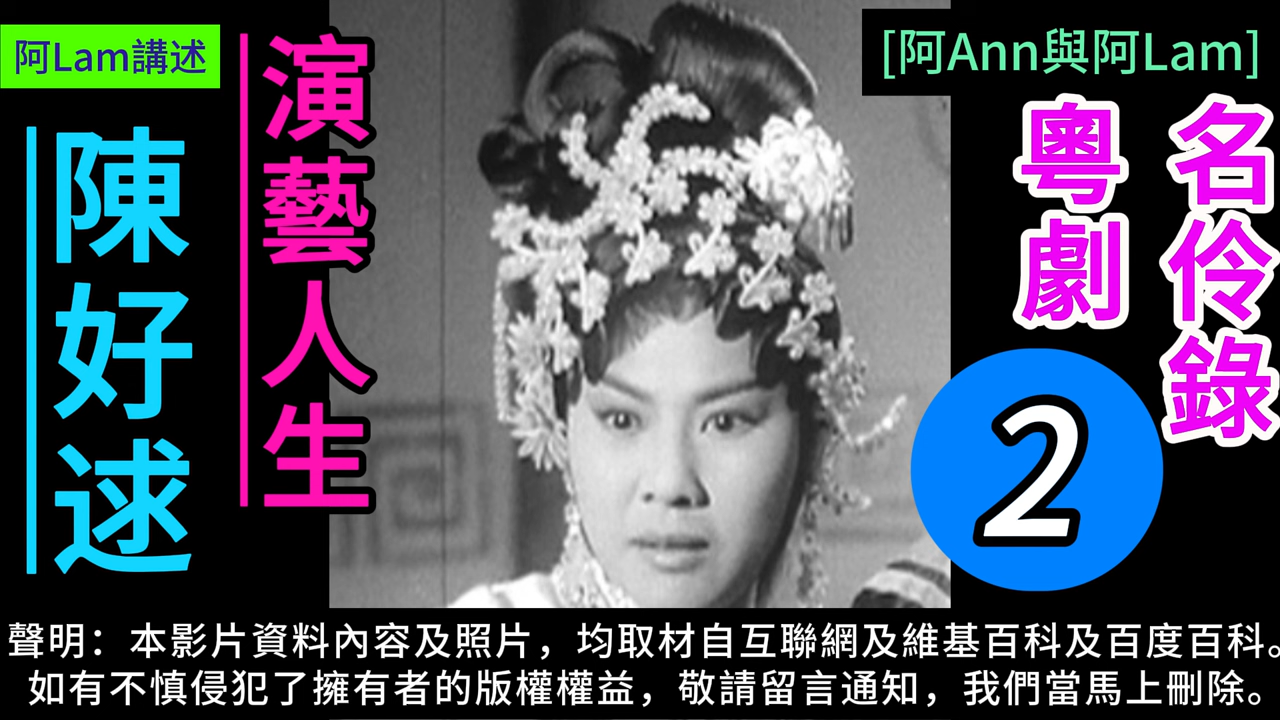 阿Lam講述
演藝人生
陳好逑
[阿Ann與阿Lam]
粵劇
名伶錄
2
聲明：本影片資料內容及照片，均取材自互聯網及維基百科及百度百科。
如有不慎侵犯了擁有者的版權權益，敬請留言通知，我們當馬上刪除。